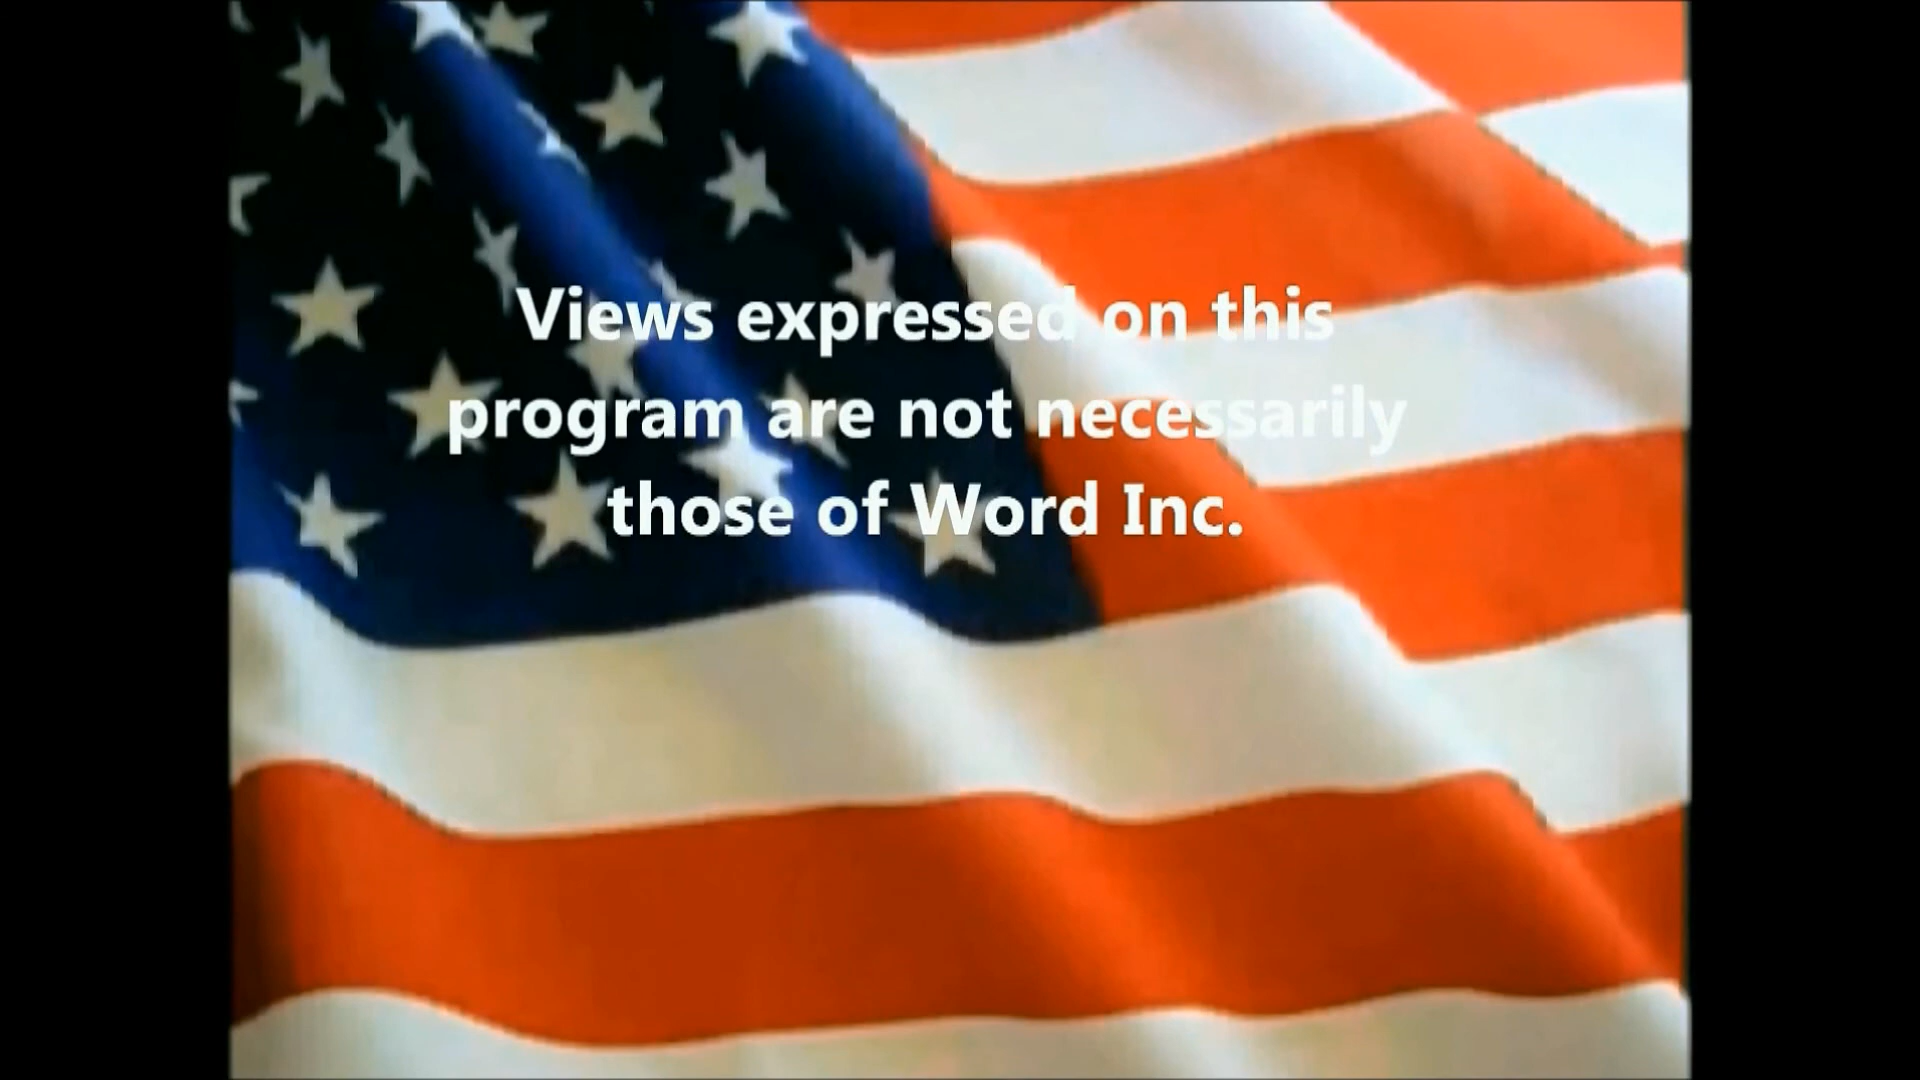 Views expressed on this
program are not necessarily
those of Word Inc.